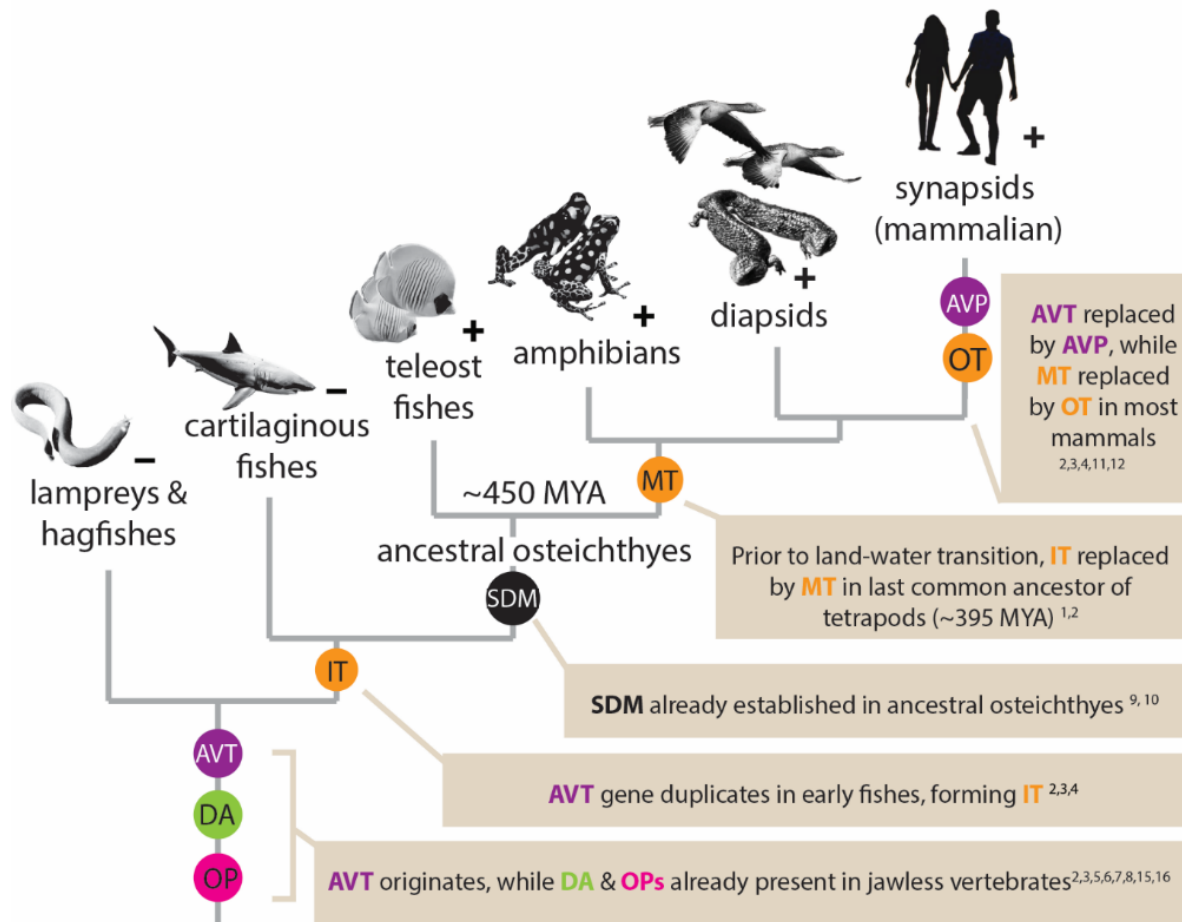 +
synapsids
(mammalian)
+
diapsids
+
amphibians
+
teleost
fishes
–
cartilaginous
fishes
–
lampreys &
hagfishes
AVP
OT
AVT replaced
by AVP, while
MT replaced
by OT in most
mammals
2,3,4,11,12
MT
~450 MYA
ancestral osteichthyes
Prior to land-water transition, IT replaced
by MT in last common ancestor of
tetrapods (~395 MYA) 1,2
SDM
SDM already established in ancestral osteichthyes 9, 10
IT
AVT gene duplicates in early fishes, forming IT 2,3,4
AVT
DA
OP
AVT originates, while DA & OPs already present in jawless vertebrates2,3,5,6,7,8,15,16